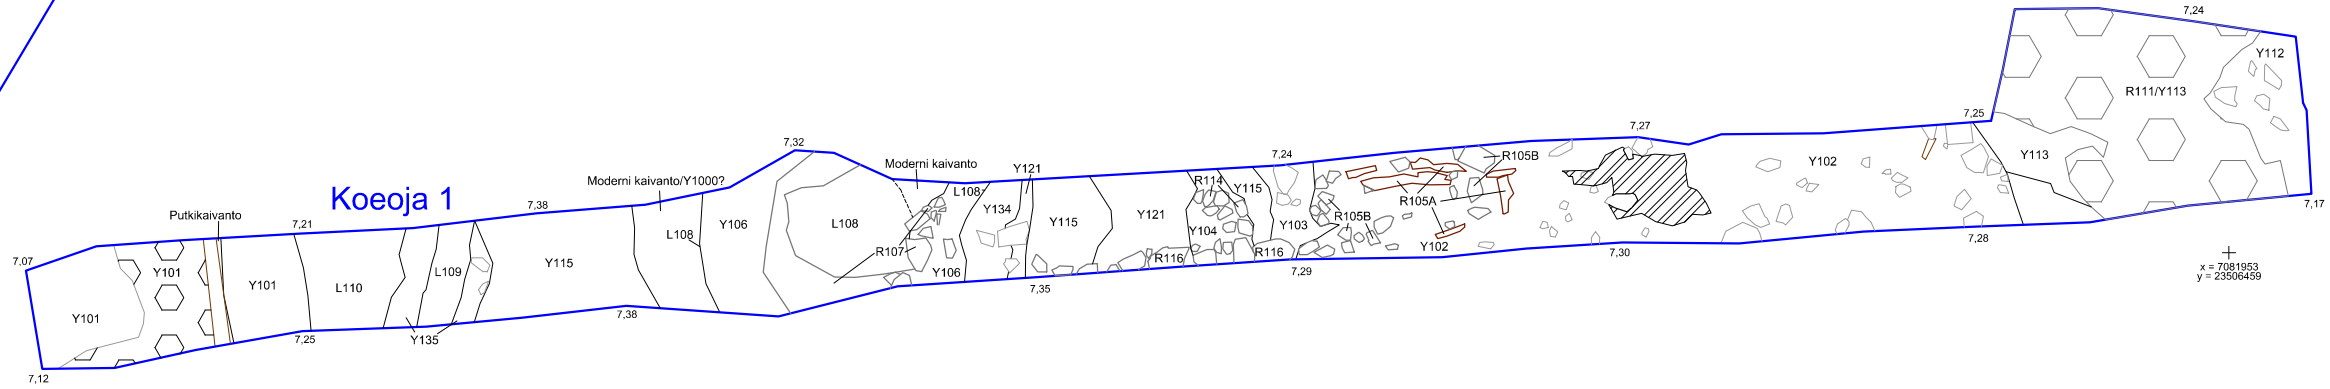 7,24
Y112
R111/Y113
7,25
7,27
7,32
Moderni kaivanto
Y121
7,24
R105B
Y102
Y113
Moderni kaivanto/Y1000?
L108
R114
Y115
Koeoja 1
7,38
Y134
R105A
7,17
Putkikaivanto
7,21
L108
Y106
L108
Y115
Y121
Y104
Y103
R105B
Y102
7,28
R107
R116
R116
7,30
7,07
Y101
L109
Y115
Y106
7,29
x = 7081953
y = 23506459
Y101
L110
7,35
Y101
7,38
7,25
Y135
7,12